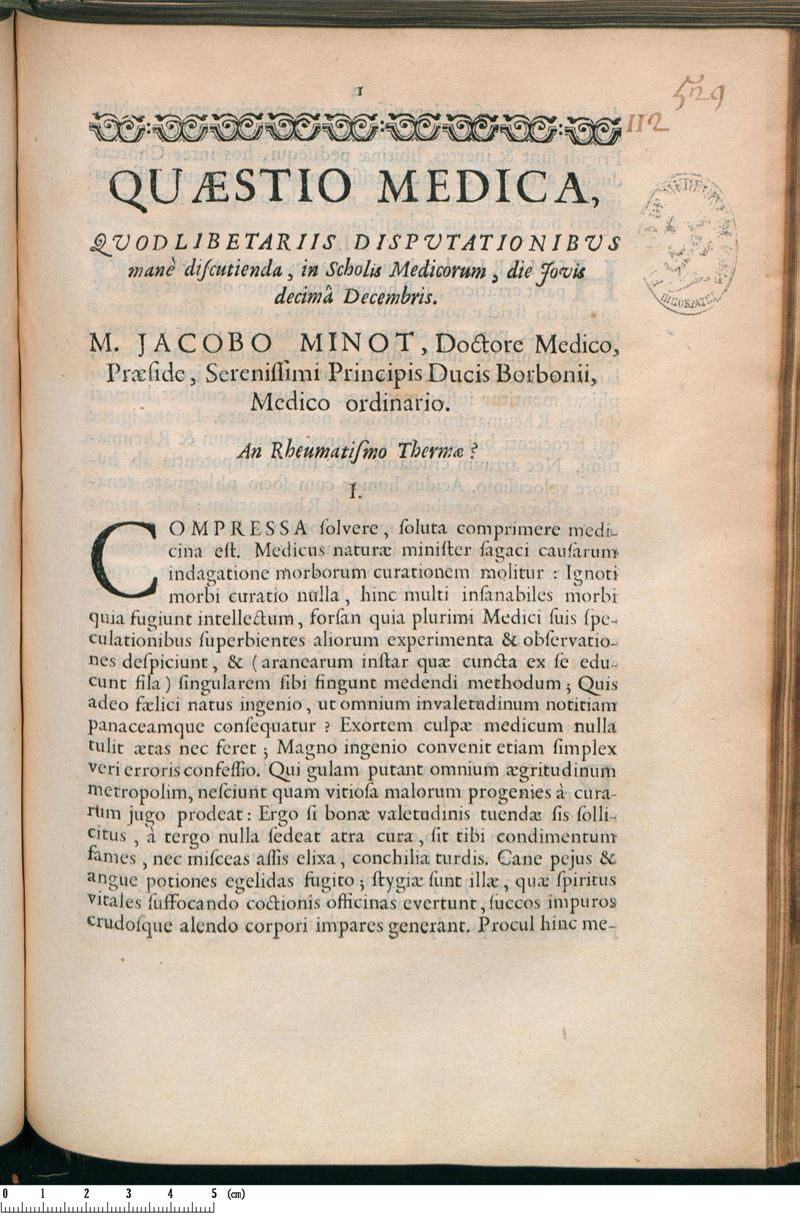 1
529
112
QUÆSTIO MEDICA,
QVODLIBETARIIS DISPVTATIONIBVS
manè diſcutienda, in Scholis Medicorum, die Jovis
decimâ Decembris.
M. JACOBO MINOT, Doctore Medico,
Præſide, Sereniſſimi Principis Ducis Borbonii,
Medico ordinario.
An Rheumatiſmo Thermæ?
I.
COMPRESSA ſolvere, ſoluta comprimere medi-
cina eſt. Medicus naturæ miniſter ſagaci cauſarum
indagatione morborum curationem molitur : Ignoti
morbi curatio nulla, hinc multi inſanabiles morbi
quia fugiunt intellectum, forſan quia plurimi Medici ſuis ſpe-
culationibus ſuperbientes aliorum experimenta & obſervatio-
nes deſpiciunt, & ( aranearum inſtar quæ cuncta ex ſe edu-
cunt fila ) ſingularem ſibi fingunt medendi methodum ; Quis
adeo fælici natus ingenio, ut omnium invaletudinum notitiam
panaceamque conſequatur ? Exortem culpæ medicum nulla
tulit ætas nec feret ; Magno ingenio convenit etiam ſimplex
veri erroris confeſſio. Qui gulam putant omnium ægritudinum
metropolim, neſciunt quam vitioſa malorum progenies à cura-
rum jugo prodeat : Ergo ſi bonæ valetudinis tuendæ ſis ſolli-
citus, à tergo nulla ſedeat atra cura, ſit tibi condimentum
fames, nec miſceas aſſis elixa, conchilia turdis. Cane pejus &
angue potiones egelidas fugito ; ſtygiæ ſunt illæ, quæ ſpiritus
vitales ſuffocando coctionis officinas evertunt, ſuccos impuros
crudoſque alendo corpori impares generant. Procul hinc me-
0 1 2 3 4 5 (cm)